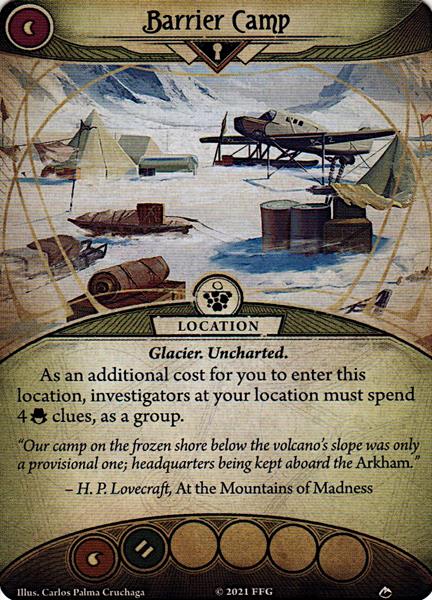 Barrier Camp
LOCATION
Glacier. Uncharted.
As an additional cost for you to enter this
location, investigators at your location must spend
4 clues, as a group.
“Our camp on the frozen shore below the volcano’s slope was only
a provisional one; headquarters being kept aboard the Arkham.”
– H. P. Lovecraft, At the Mountains of Madness
Illus. Carlos Palma Cruchaga © 2021 FFG